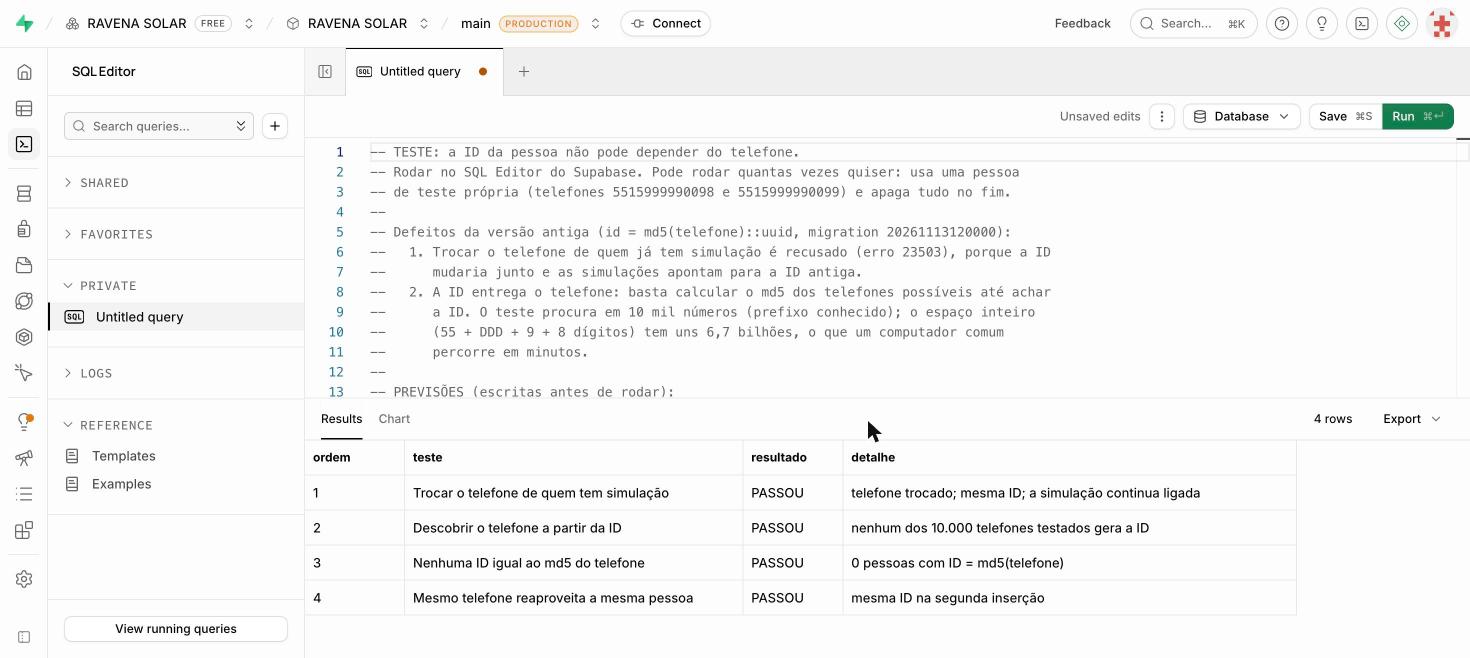 RAVENA SOLAR FREE RAVENA SOLAR main PRODUCTION Connect Feedback Search... ⌘K
SQL Editor
SQL Untitled query
Search queries...
Unsaved edits Database Save ⌘S Run ⌘↵
SHARED
FAVORITES
PRIVATE
SQL Untitled query
LOGS
REFERENCE
Templates
Examples
View running queries
1 -- TESTE: a ID da pessoa não pode depender do telefone.
2 -- Rodar no SQL Editor do Supabase. Pode rodar quantas vezes quiser: usa uma pessoa
3 -- de teste própria (telefones 5515999990098 e 5515999990099) e apaga tudo no fim.
4 --
5 -- Defeitos da versão antiga (id = md5(telefone)::uuid, migration 20261113120000):
6 -- 1. Trocar o telefone de quem já tem simulação é recusado (erro 23503), porque a ID
7 -- mudaria junto e as simulações apontam para a ID antiga.
8 -- 2. A ID entrega o telefone: basta calcular o md5 dos telefones possíveis até achar
9 -- a ID. O teste procura em 10 mil números (prefixo conhecido); o espaço inteiro
10 -- (55 + DDD + 9 + 8 dígitos) tem uns 6,7 bilhões, o que um computador comum
11 -- percorre em minutos.
12 --
13 -- PREVISÕES (escritas antes de rodar):
Results Chart 4 rows Export
ordem teste resultado detalhe
1 Trocar o telefone de quem tem simulação PASSOU telefone trocado; mesma ID; a simulação continua ligada
2 Descobrir o telefone a partir da ID PASSOU nenhum dos 10.000 telefones testados gera a ID
3 Nenhuma ID igual ao md5 do telefone PASSOU 0 pessoas com ID = md5(telefone)
4 Mesmo telefone reaproveita a mesma pessoa PASSOU mesma ID na segunda inserção